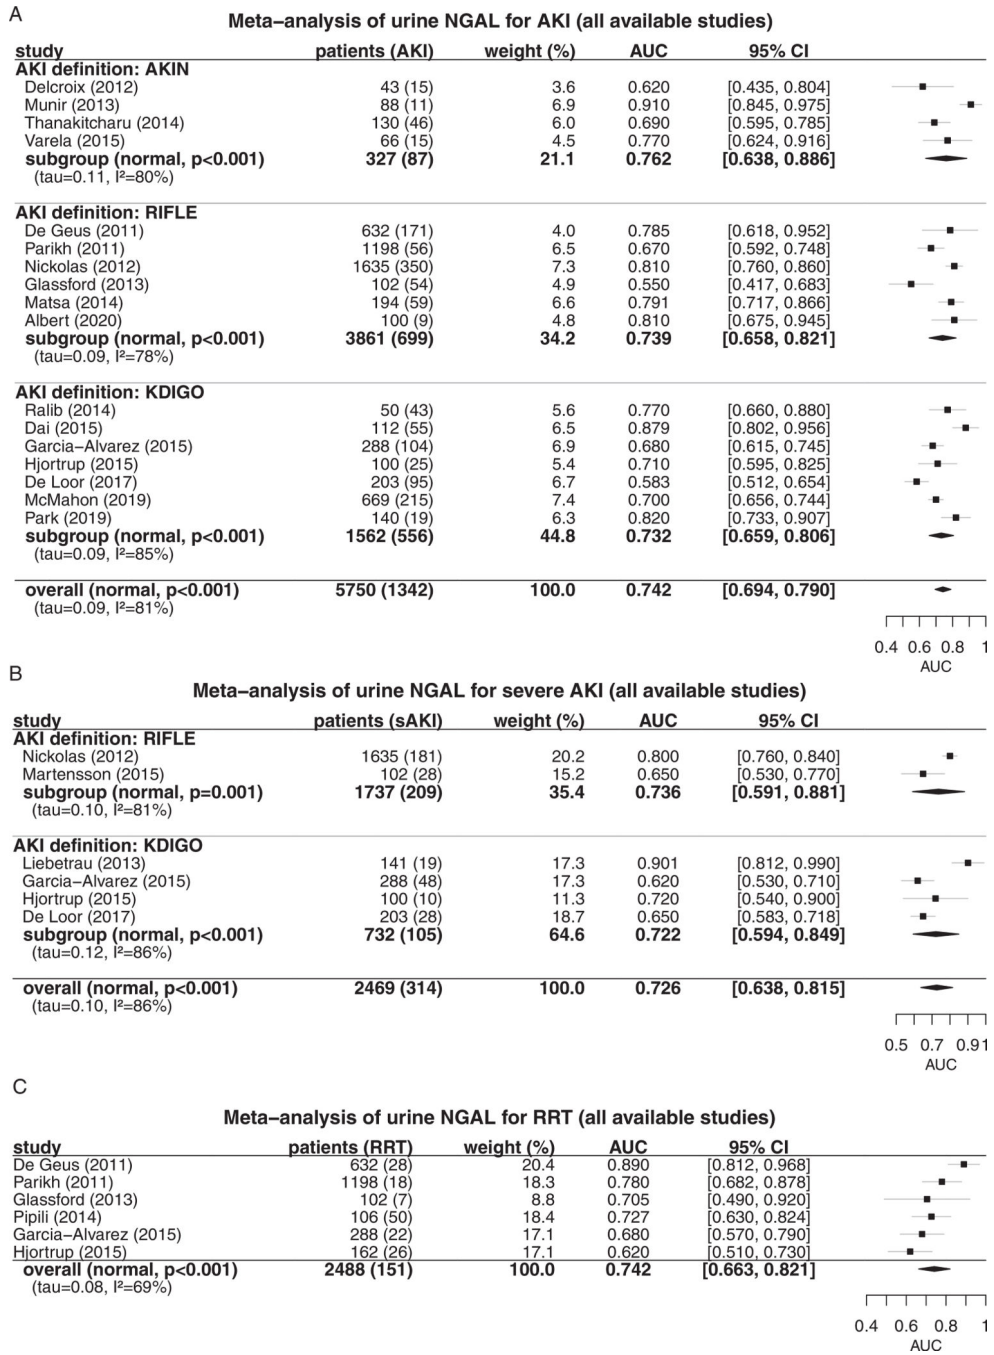 A
Meta−analysis of urine NGAL for AKI (all available studies)
study patients (AKI) weight (%) AUC 95% CI
AKI definition: AKIN
Delcroix (2012) 43 (15) 3.6 0.620 [0.435, 0.804]
Munir (2013) 88 (11) 6.9 0.910 [0.845, 0.975]
Thanakitcharu (2014) 130 (46) 6.0 0.690 [0.595, 0.785]
Varela (2015) 66 (15) 4.5 0.770 [0.624, 0.916]
subgroup (normal, p<0.001) 327 (87) 21.1 0.762 [0.638, 0.886]
(tau=0.11, I²=80%)
AKI definition: RIFLE
De Geus (2011) 632 (171) 4.0 0.785 [0.618, 0.952]
Parikh (2011) 1198 (56) 6.5 0.670 [0.592, 0.748]
Nickolas (2012) 1635 (350) 7.3 0.810 [0.760, 0.860]
Glassford (2013) 102 (54) 4.9 0.550 [0.417, 0.683]
Matsa (2014) 194 (59) 6.6 0.791 [0.717, 0.866]
Albert (2020) 100 (9) 4.8 0.810 [0.675, 0.945]
subgroup (normal, p<0.001) 3861 (699) 34.2 0.739 [0.658, 0.821]
(tau=0.09, I²=78%)
AKI definition: KDIGO
Ralib (2014) 50 (43) 5.6 0.770 [0.660, 0.880]
Dai (2015) 112 (55) 6.5 0.879 [0.802, 0.956]
Garcia−Alvarez (2015) 288 (104) 6.9 0.680 [0.615, 0.745]
Hjortrup (2015) 100 (25) 5.4 0.710 [0.595, 0.825]
De Loor (2017) 203 (95) 6.7 0.583 [0.512, 0.654]
McMahon (2019) 669 (215) 7.4 0.700 [0.656, 0.744]
Park (2019) 140 (19) 6.3 0.820 [0.733, 0.907]
subgroup (normal, p<0.001) 1562 (556) 44.8 0.732 [0.659, 0.806]
(tau=0.09, I²=85%)
overall (normal, p<0.001) 5750 (1342) 100.0 0.742 [0.694, 0.790]
(tau=0.09, I²=81%)
0.4 0.6 0.8 1
AUC
B
Meta−analysis of urine NGAL for severe AKI (all available studies)
study patients (sAKI) weight (%) AUC 95% CI
AKI definition: RIFLE
Nickolas (2012) 1635 (181) 20.2 0.800 [0.760, 0.840]
Martensson (2015) 102 (28) 15.2 0.650 [0.530, 0.770]
subgroup (normal, p=0.001) 1737 (209) 35.4 0.736 [0.591, 0.881]
(tau=0.10, I²=81%)
AKI definition: KDIGO
Liebetrau (2013) 141 (19) 17.3 0.901 [0.812, 0.990]
Garcia−Alvarez (2015) 288 (48) 17.3 0.620 [0.530, 0.710]
Hjortrup (2015) 100 (10) 11.3 0.720 [0.540, 0.900]
De Loor (2017) 203 (28) 18.7 0.650 [0.583, 0.718]
subgroup (normal, p<0.001) 732 (105) 64.6 0.722 [0.594, 0.849]
(tau=0.12, I²=86%)
overall (normal, p<0.001) 2469 (314) 100.0 0.726 [0.638, 0.815]
(tau=0.10, I²=86%)
0.5 0.7 0.9 1
AUC
C
Meta−analysis of urine NGAL for RRT (all available studies)
study patients (RRT) weight (%) AUC 95% CI
De Geus (2011) 632 (28) 20.4 0.890 [0.812, 0.968]
Parikh (2011) 1198 (18) 18.3 0.780 [0.682, 0.878]
Glassford (2013) 102 (7) 8.8 0.705 [0.490, 0.920]
Pipili (2014) 106 (50) 18.4 0.727 [0.630, 0.824]
Garcia−Alvarez (2015) 288 (22) 17.1 0.680 [0.570, 0.790]
Hjortrup (2015) 162 (26) 17.1 0.620 [0.510, 0.730]
overall (normal, p<0.001) 2488 (151) 100.0 0.742 [0.663, 0.821]
(tau=0.08, I²=69%)
0.4 0.6 0.8 1
AUC